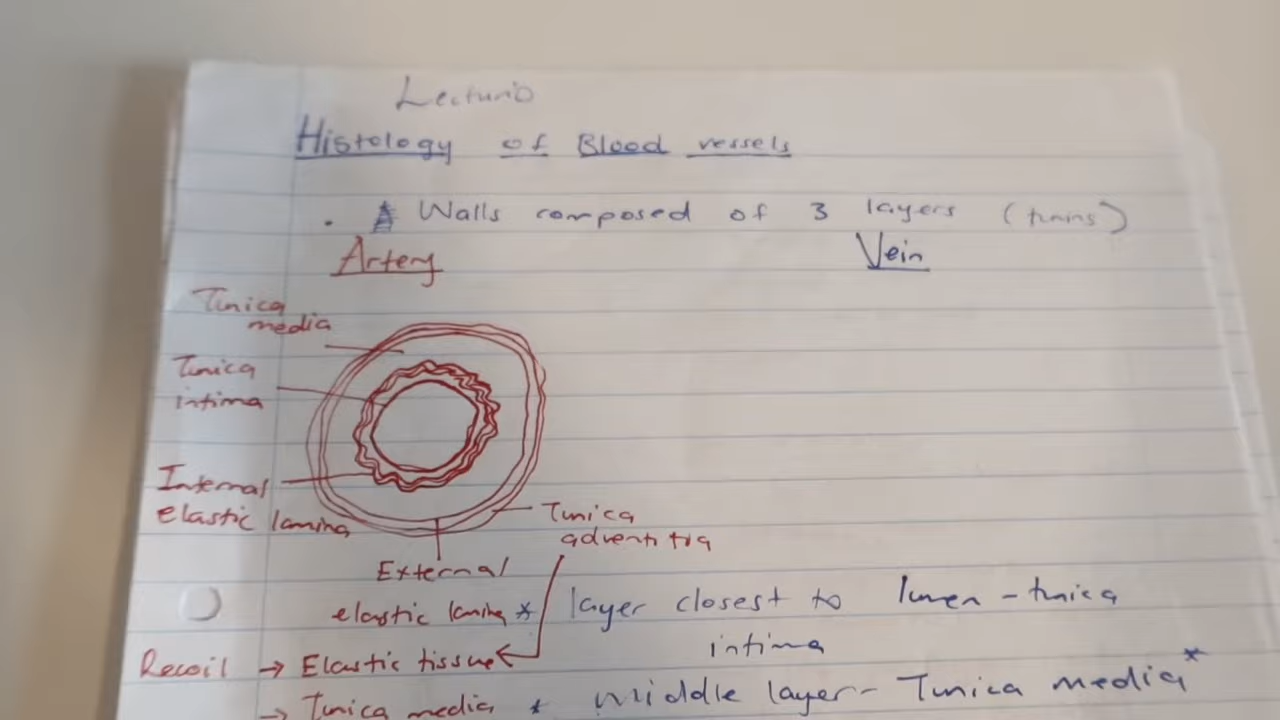 Lecturio
Histology of Blood vessels
• Walls composed of 3 layers (tunics)
Artery
Vein
Tunica
media
Tunica
intima
Internal
elastic lamina
Tunica
adventitia
External
elastic lamina
* layer closest to lumen - tunica
intima
Recoil → Elastic tissue
→ Tunica media
* Middle layer - Tunica media*